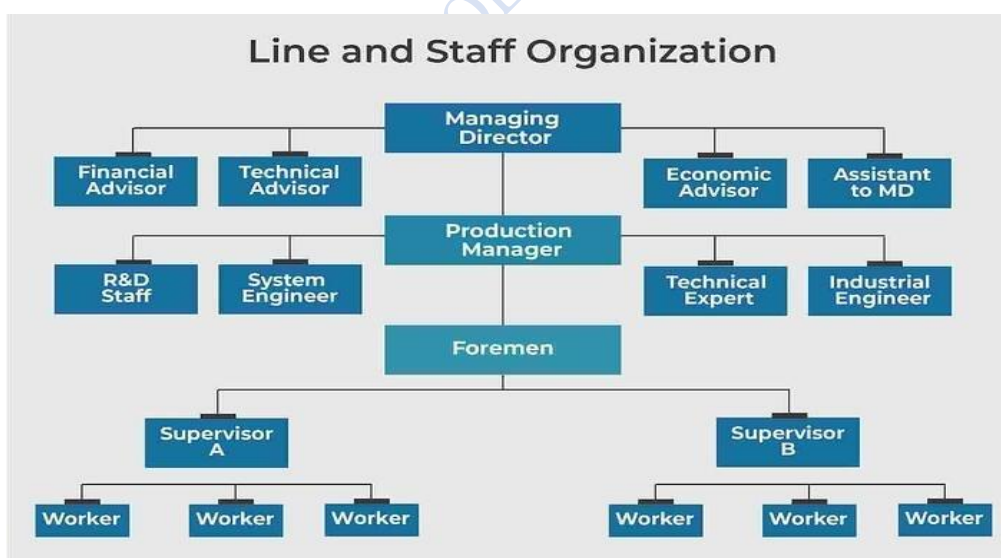 Line and Staff Organization
Managing
Director
Financial
Advisor
Technical
Advisor
Economic
Advisor
Assistant
to MD
Production
Manager
R&D
Staff
System
Engineer
Technical
Expert
Industrial
Engineer
Foremen
Supervisor
A
Supervisor
B
Worker
Worker
Worker
Worker
Worker
Worker